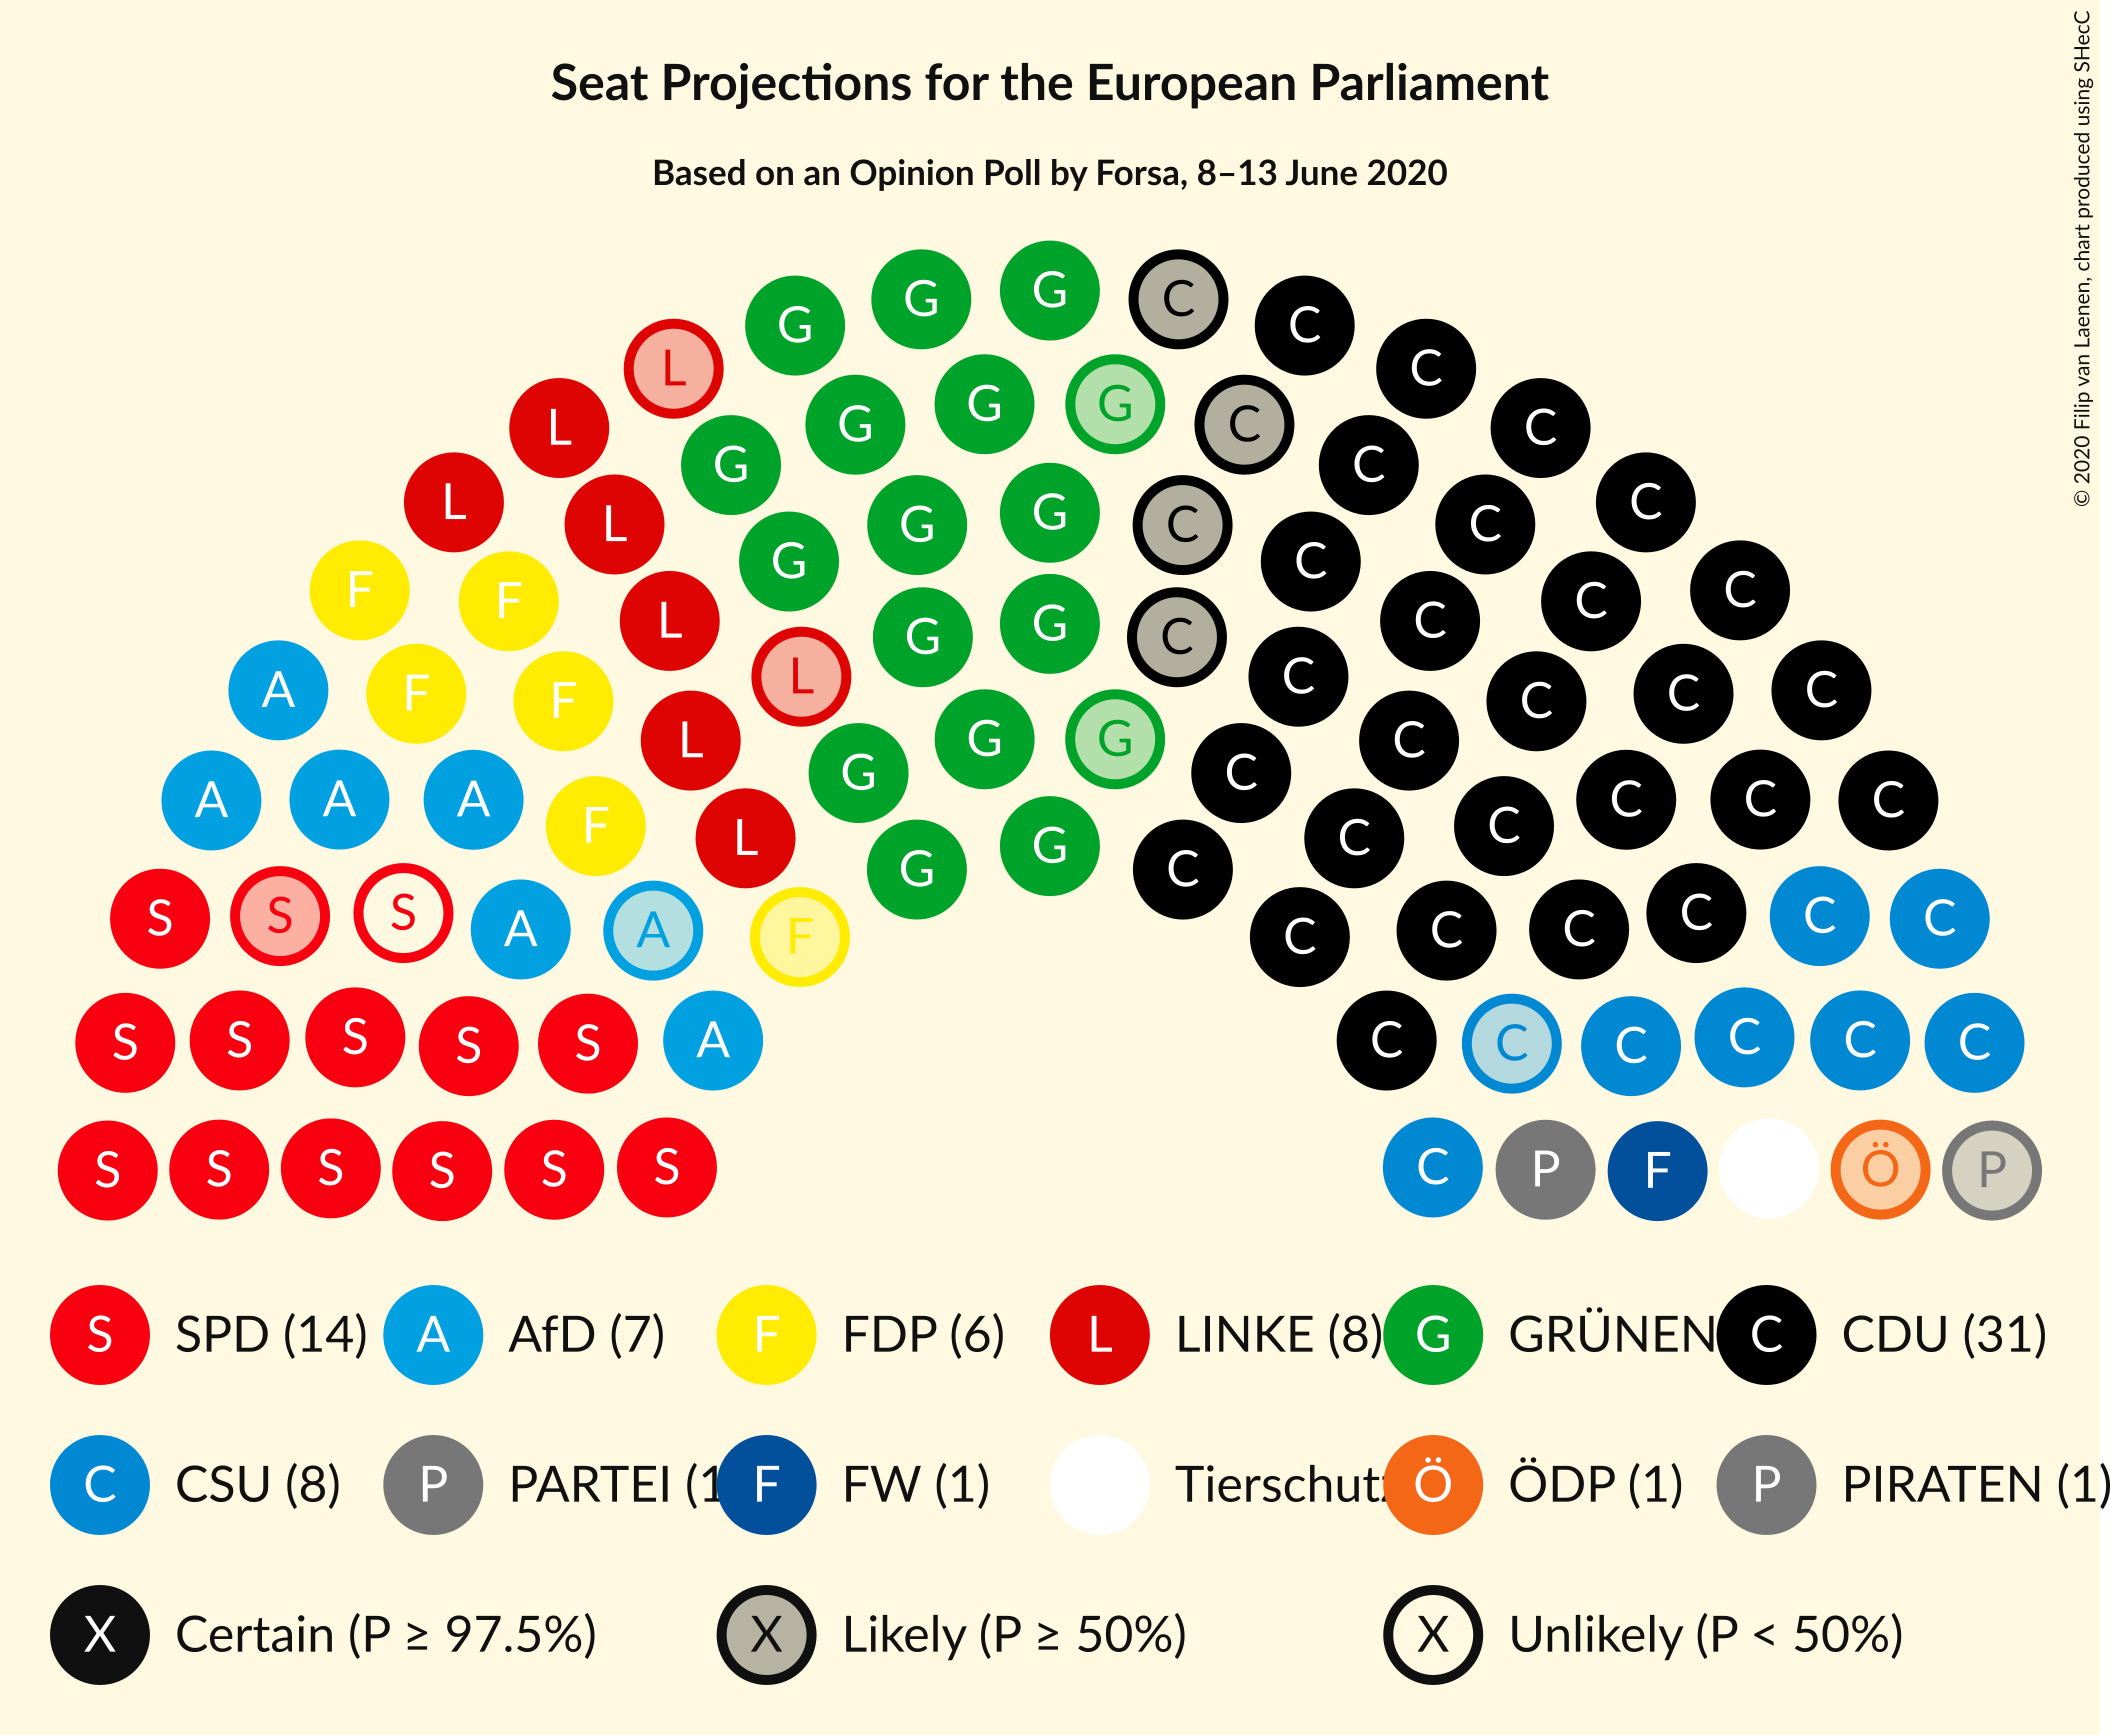 Seat Projections for the European Parliament
Based on an Opinion Poll by Forsa, 8–13 June 2020
© 2020 Filip van Laenen, chart produced using SHecC
G G G C C
L G G G G C C C
L L G G G C C C C
L L G G G C C C C C
F F L L G G G C C C C C
A F F L G G C C C C C C
A A A F L G G C C C C C C C
S S S A A F C C C C C C C
S S S S S A C C C C C C
S S S S S S C P F Ö P
S SPD (14) A AfD (7) F FDP (6) L LINKE (8) G GRÜNEN C CDU (31)
C CSU (8) P PARTEI (1 F FW (1) Tierschutz Ö ÖDP (1) P PIRATEN (1)
X Certain (P ≥ 97.5%) X Likely (P ≥ 50%) X Unlikely (P < 50%)